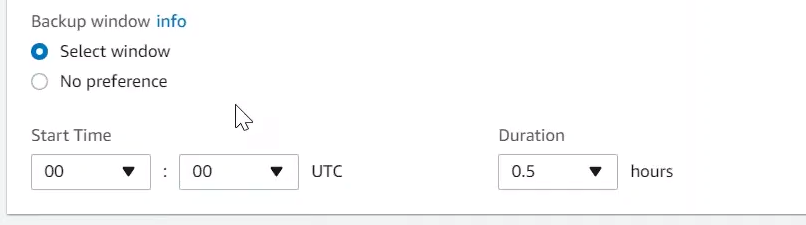 Backup window info
Select window
No preference
Start Time
Duration
00 : 00 UTC
0.5 hours